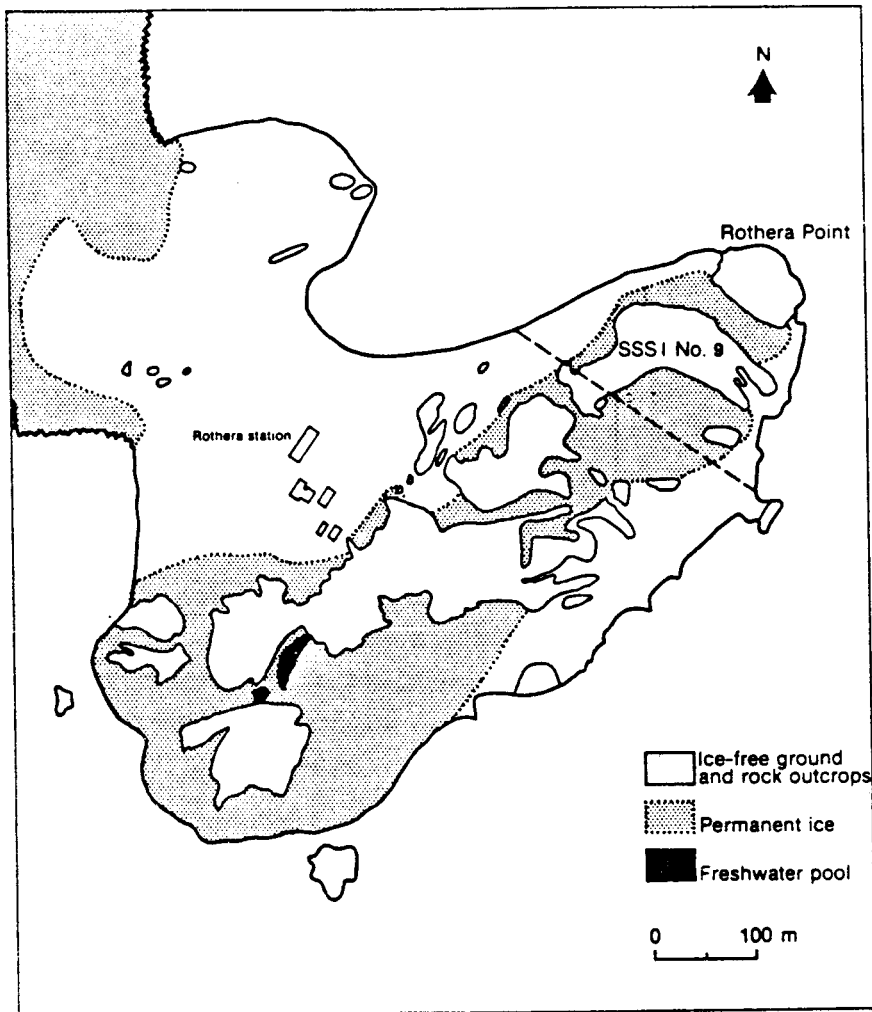 N
Rothera Point
SSSI No. 9
Rothera station
Ice-free ground
and rock outcrops
Permanent ice
Freshwater pool
0 100 m